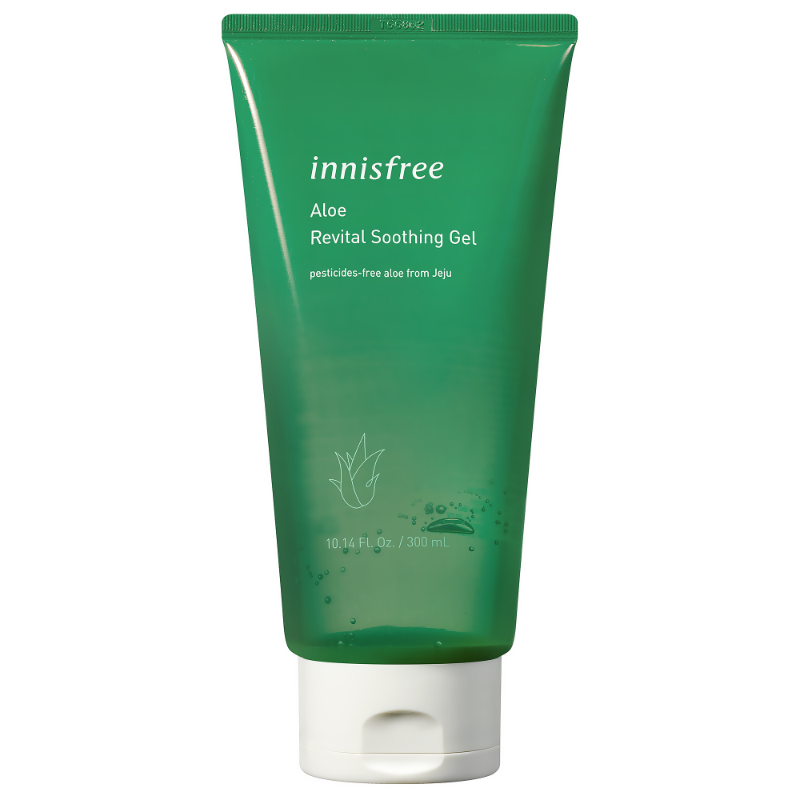 innisfree
Aloe
Revital Soothing Gel
pesticides-free aloe from Jeju
10.14 FL. Oz. / 300 mL